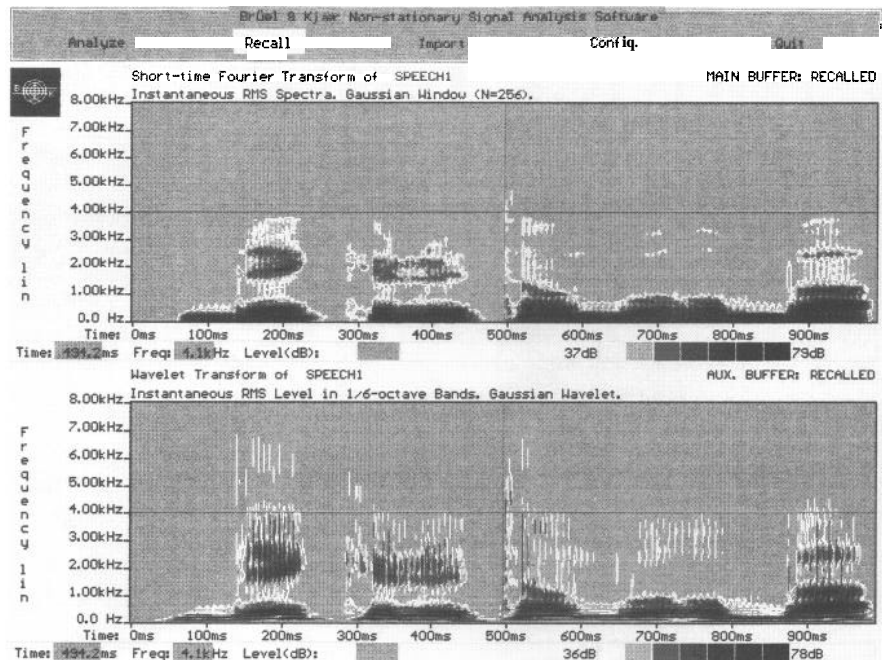 Brüel & Kjær Non-stationary Signal Analysis Software
Analyze Recall Import Confiq. Quit
Short-time Fourier Transform of SPEECH1 MAIN BUFFER: RECALLED
Instantaneous RMS Spectra. Gaussian Window (N=256).
8.00kHz
7.00kHz
6.00kHz
5.00kHz
4.00kHz
3.00kHz
2.00kHz
1.00kHz
0.0 Hz
Frequency lin
Time: 0ms 100ms 200ms 300ms 400ms 500ms 600ms 700ms 800ms 900ms
Time: 494.2ms Freq: 4.1kHz Level(dB): 37dB 79dB
Wavelet Transform of SPEECH1 AUX. BUFFER: RECALLED
Instantaneous RMS Level in 1/6-octave Bands. Gaussian Wavelet.
8.00kHz
7.00kHz
6.00kHz
5.00kHz
4.00kHz
3.00kHz
2.00kHz
1.00kHz
0.0 Hz
Frequency lin
Time: 0ms 100ms 200ms 300ms 400ms 500ms 600ms 700ms 800ms 900ms
Time: 494.2ms Freq: 4.1kHz Level(dB): 36dB 78dB